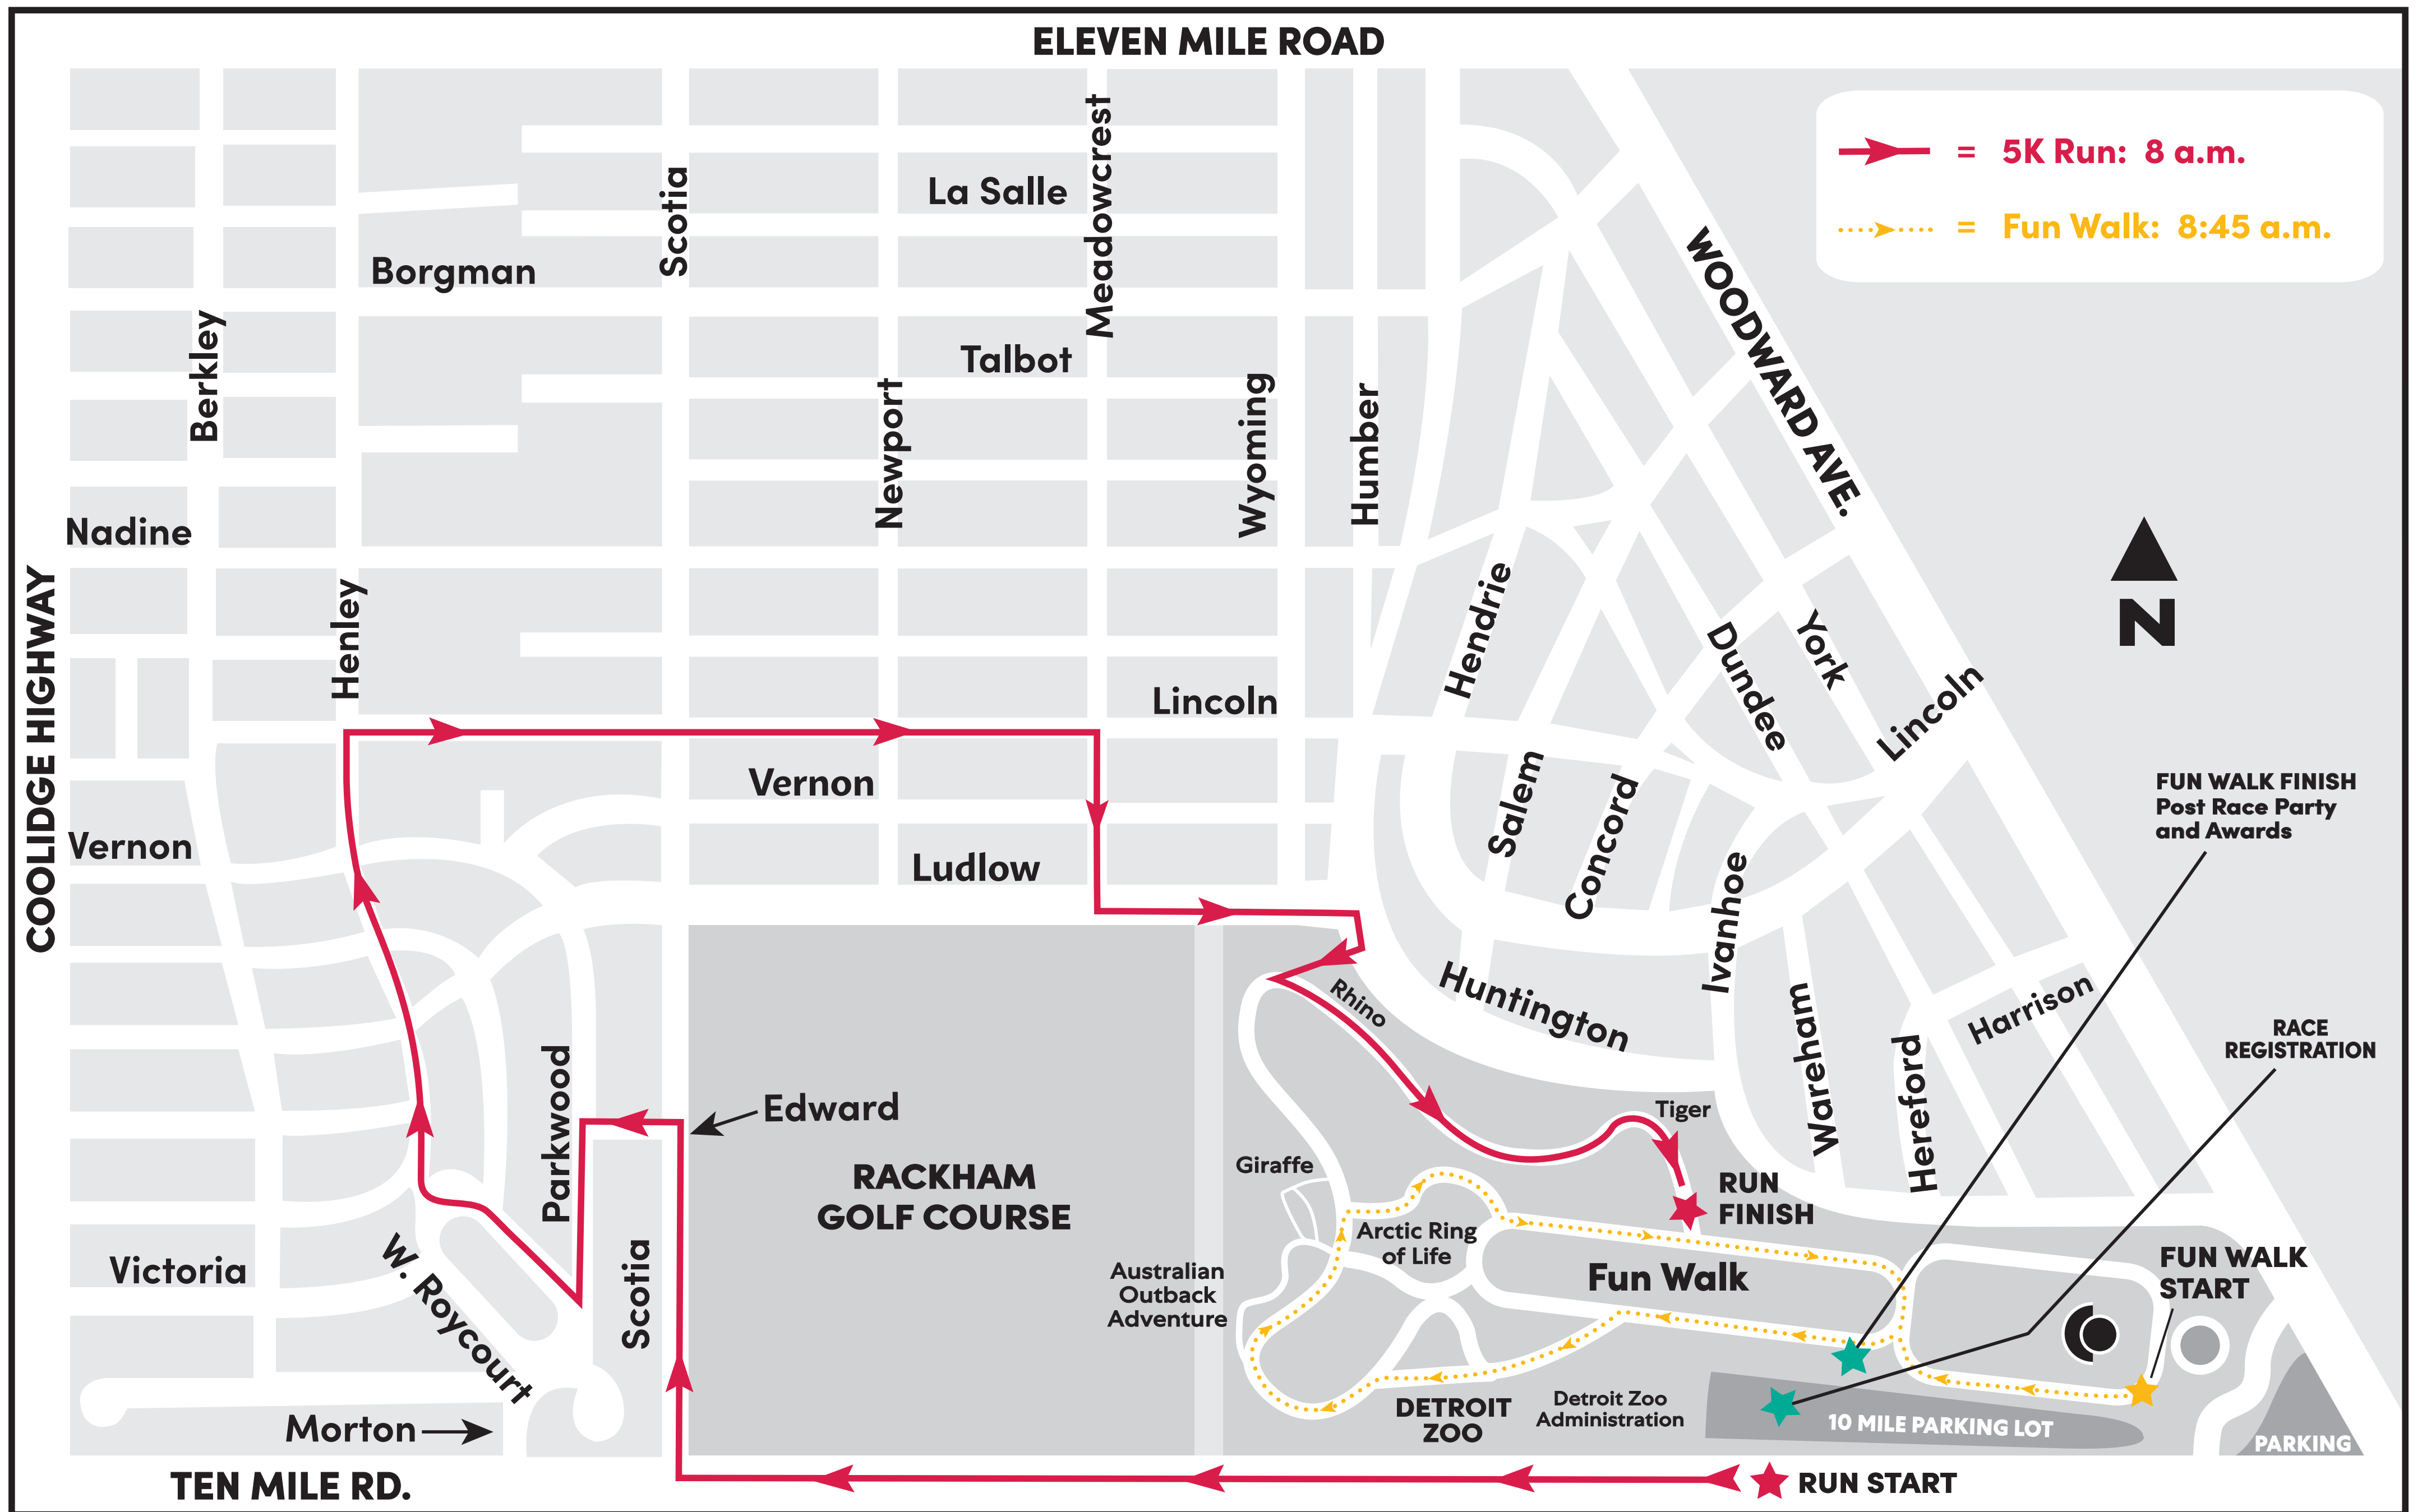 ELEVEN MILE ROAD
= 5K Run: 8 a.m.
= Fun Walk: 8:45 a.m.
Scotia
La Salle
Meadowcrest
Borgman
WOODWARD AVE.
Berkley
Talbot
Newport
Wyoming
Humber
Nadine
COOLIDGE HIGHWAY
Henley
Hendrie
N
York
Dundee
Lincoln
Lincoln
Vernon
Salem
Concord
Vernon
Ludlow
Ivanhoe
FUN WALK FINISH
Post Race Party
and Awards
Rhino
Huntington
Wareham
Hereford
Harrison
RACE
REGISTRATION
Parkwood
Edward
Tiger
RACKHAM
GOLF COURSE
Giraffe
RUN
FINISH
Arctic Ring
of Life
Australian
Outback
Adventure
Fun Walk
FUN WALK
START
Victoria
W. Roycourt
Scotia
DETROIT
ZOO
Detroit Zoo
Administration
10 MILE PARKING LOT
PARKING
Morton
TEN MILE RD.
RUN START